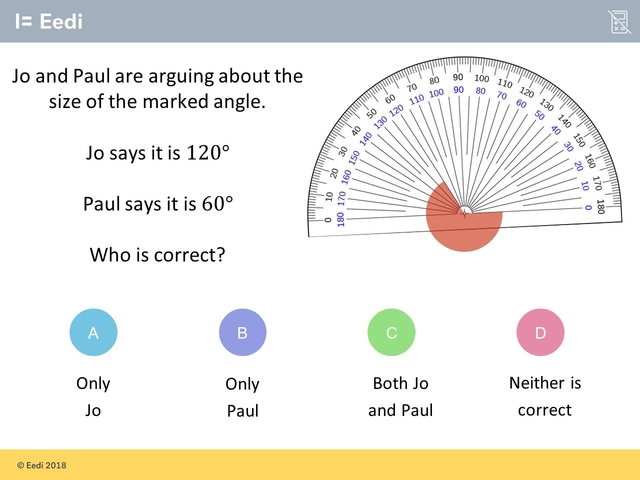 Eedi
Jo and Paul are arguing about the
size of the marked angle.
Jo says it is 120°
Paul says it is 60°
Who is correct?
0 10 20 30 40 50 60 70 80 90 100 110 120 130 140 150 160 170 180
180 170 160 150 140 130 120 110 100 90 80 70 60 50 40 30 20 10 0
A
B
C
D
Only
Jo
Only
Paul
Both Jo
and Paul
Neither is
correct
© Eedi 2018